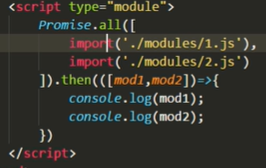 <script type="module">
Promise.all([
import('./modules/1.js'),
import('./modules/2.js')
]).then(([mod1,mod2])=>{
console.log(mod1);
console.log(mod2);
})
</script>